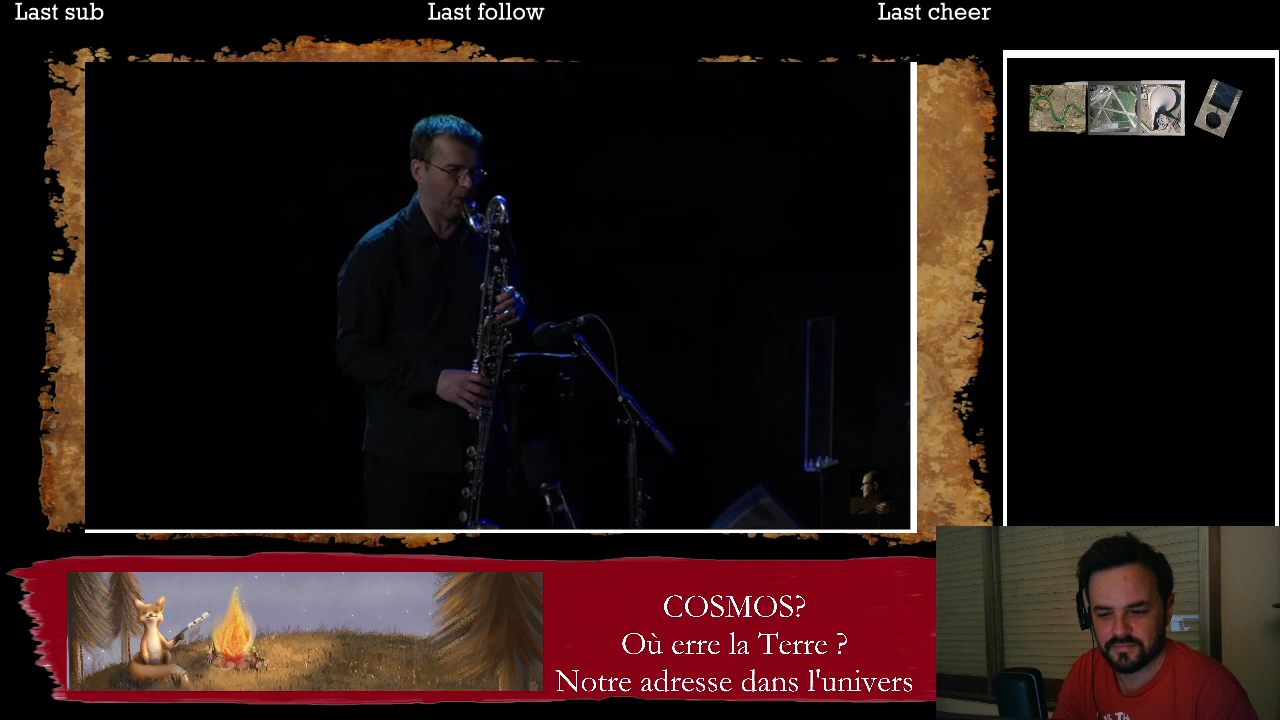 Last sub
Last follow
Last cheer
COSMOS?
Où erre la Terre ?
Notre adresse dans l'univers